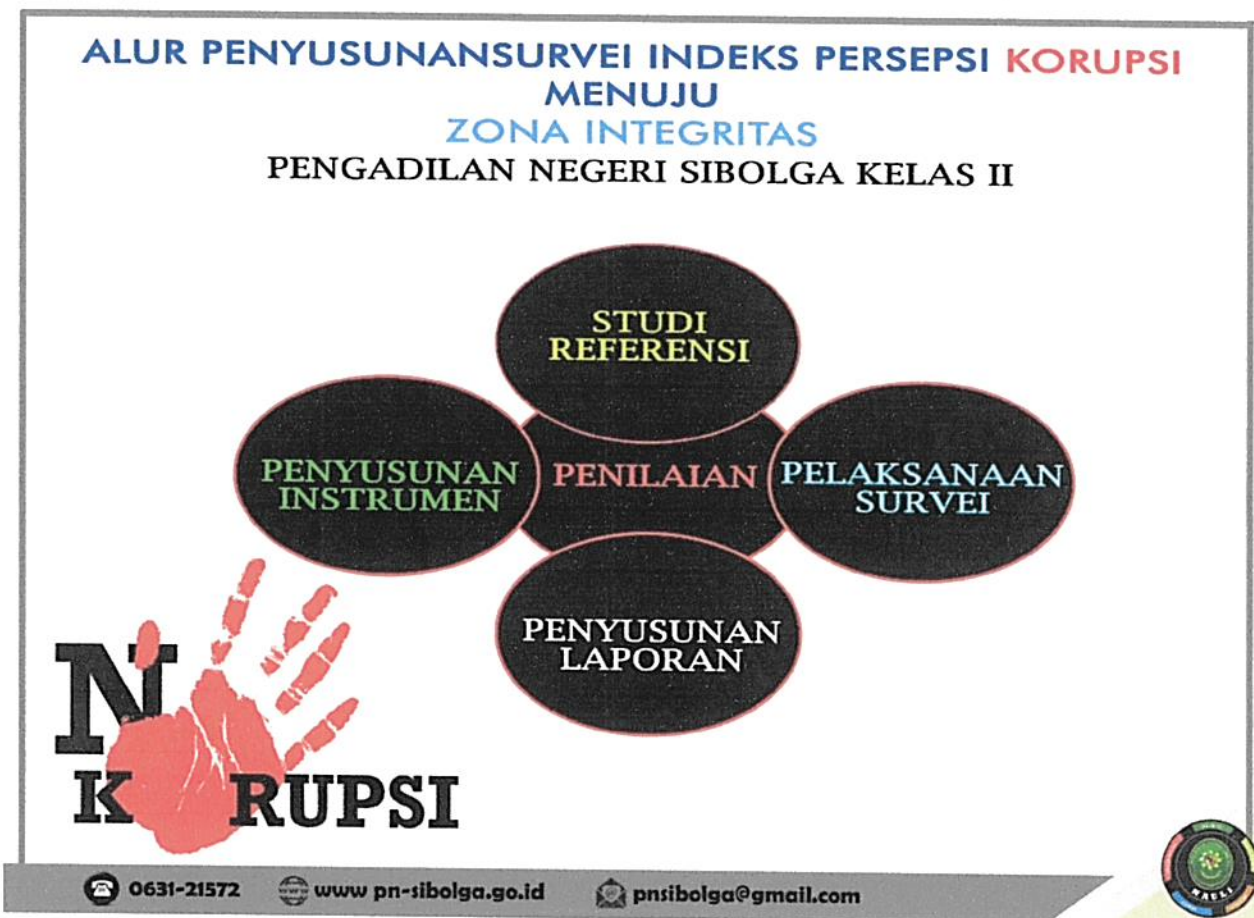 ALUR PENYUSUNANSURVEI INDEKS PERSEPSI KORUPSI
MENUJU
ZONA INTEGRITAS
PENGADILAN NEGERI SIBOLGA KELAS II
STUDI
REFERENSI
PENYUSUNAN
INSTRUMEN
PENILAIAN
PELAKSANAAN
SURVEI
PENYUSUNAN
LAPORAN
N
K RUPSI
0631-21572 www pn-sibolga.go.id pnsibolga@gmail.com